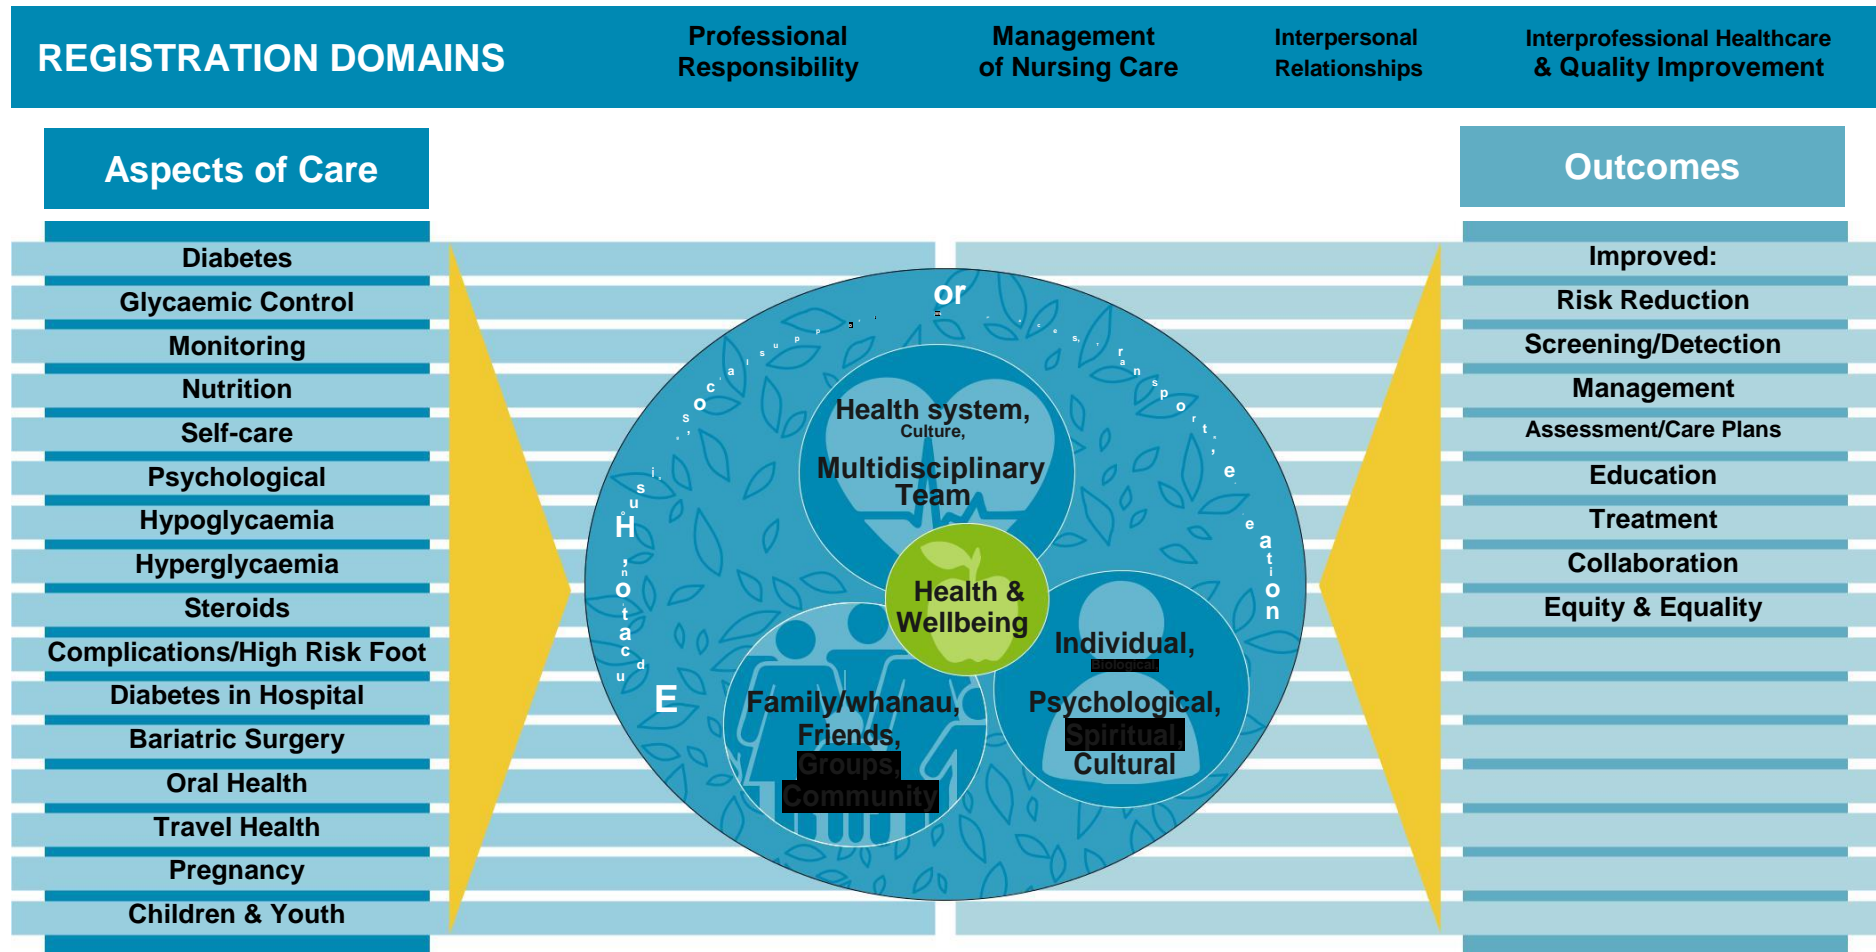 REGISTRATION DOMAINS
Professional
Responsibility
Management
of Nursing Care
Interpersonal
Relationships
Interprofessional Healthcare
& Quality Improvement
Aspects of Care
Diabetes
Glycaemic Control
Monitoring
Nutrition
Self-care
Psychological
Hypoglycaemia
Hyperglycaemia
Steroids
Complications/High Risk Foot
Diabetes in Hospital
Bariatric Surgery
Oral Health
Travel Health
Pregnancy
Children & Youth
or
Health system,
Culture,
Multidisciplinary
Team
Health &
Wellbeing
Family/whanau,
Friends,
Groups,
Community
Individual,
Biological,
Psychological,
Spiritual,
Cultural
Outcomes
Improved:
Risk Reduction
Screening/Detection
Management
Assessment/Care Plans
Education
Treatment
Collaboration
Equity & Equality